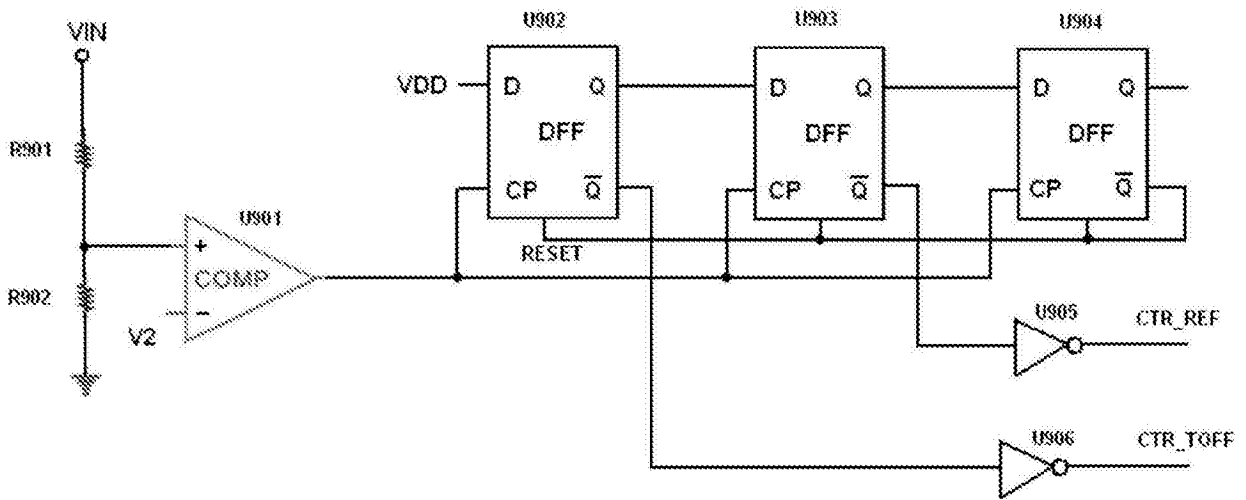 VIN
R901
R902
U901
+
COMP
−
V2
VDD
U902
D Q
DFF
CP Q̅
U903
D Q
DFF
CP Q̅
U904
D Q
DFF
CP Q̅
RESET
U905
CTR_REF
U906
CTR_TOFF